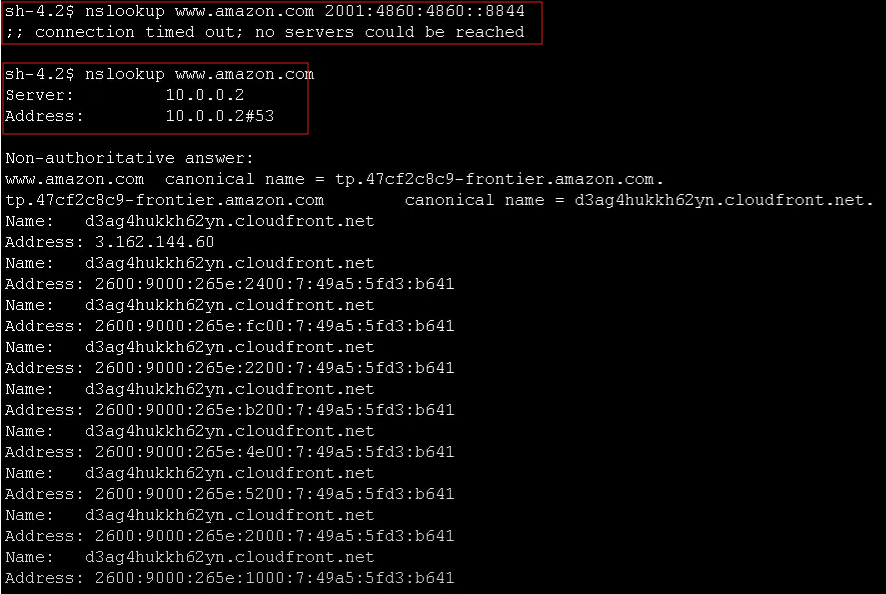 sh-4.2$ nslookup www.amazon.com 2001:4860:4860::8844
;; connection timed out; no servers could be reached
sh-4.2$ nslookup www.amazon.com
Server: 10.0.0.2
Address: 10.0.0.2#53
Non-authoritative answer:
www.amazon.com canonical name = tp.47cf2c8c9-frontier.amazon.com.
tp.47cf2c8c9-frontier.amazon.com canonical name = d3ag4hukkh62yn.cloudfront.net.
Name: d3ag4hukkh62yn.cloudfront.net
Address: 3.162.144.60
Name: d3ag4hukkh62yn.cloudfront.net
Address: 2600:9000:265e:2400:7:49a5:5fd3:b641
Name: d3ag4hukkh62yn.cloudfront.net
Address: 2600:9000:265e:fc00:7:49a5:5fd3:b641
Name: d3ag4hukkh62yn.cloudfront.net
Address: 2600:9000:265e:2200:7:49a5:5fd3:b641
Name: d3ag4hukkh62yn.cloudfront.net
Address: 2600:9000:265e:b200:7:49a5:5fd3:b641
Name: d3ag4hukkh62yn.cloudfront.net
Address: 2600:9000:265e:4e00:7:49a5:5fd3:b641
Name: d3ag4hukkh62yn.cloudfront.net
Address: 2600:9000:265e:5200:7:49a5:5fd3:b641
Name: d3ag4hukkh62yn.cloudfront.net
Address: 2600:9000:265e:2000:7:49a5:5fd3:b641
Name: d3ag4hukkh62yn.cloudfront.net
Address: 2600:9000:265e:1000:7:49a5:5fd3:b641